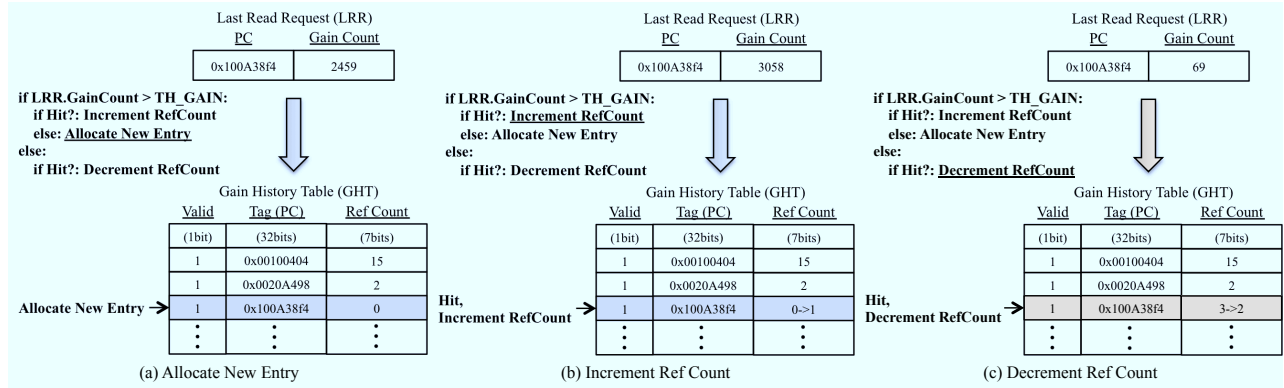 Last Read Request (LRR)
PC Gain Count
0x100A38f4 2459
if LRR.GainCount > TH_GAIN:
if Hit?: Increment RefCount
else: Allocate New Entry
else:
if Hit?: Decrement RefCount
Gain History Table (GHT)
Valid Tag (PC) Ref Count
(1bit) (32bits) (7bits)
1 0x00100404 15
1 0x0020A498 2
Allocate New Entry 1 0x100A38f4 0
(a) Allocate New Entry
Last Read Request (LRR)
PC Gain Count
0x100A38f4 3058
if LRR.GainCount > TH_GAIN:
if Hit?: Increment RefCount
else: Allocate New Entry
else:
if Hit?: Decrement RefCount
Gain History Table (GHT)
Valid Tag (PC) Ref Count
(1bit) (32bits) (7bits)
1 0x00100404 15
1 0x0020A498 2
Hit,
Increment RefCount 1 0x100A38f4 0->1
(b) Increment Ref Count
Last Read Request (LRR)
PC Gain Count
0x100A38f4 69
if LRR.GainCount > TH_GAIN:
if Hit?: Increment RefCount
else: Allocate New Entry
else:
if Hit?: Decrement RefCount
Gain History Table (GHT)
Valid Tag (PC) Ref Count
(1bit) (32bits) (7bits)
1 0x00100404 15
1 0x0020A498 2
Hit,
Decrement RefCount 1 0x100A38f4 3->2
(c) Decrement Ref Count